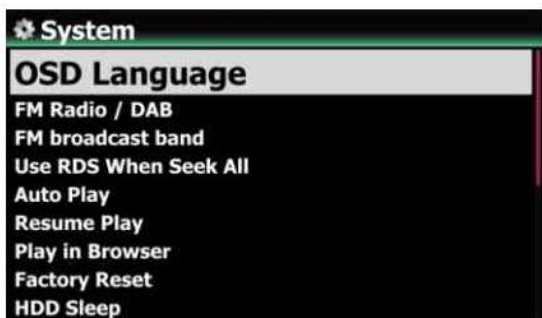 System
OSD Language
FM Radio / DAB
FM broadcast band
Use RDS When Seek All
Auto Play
Resume Play
Play in Browser
Factory Reset
HDD Sleep